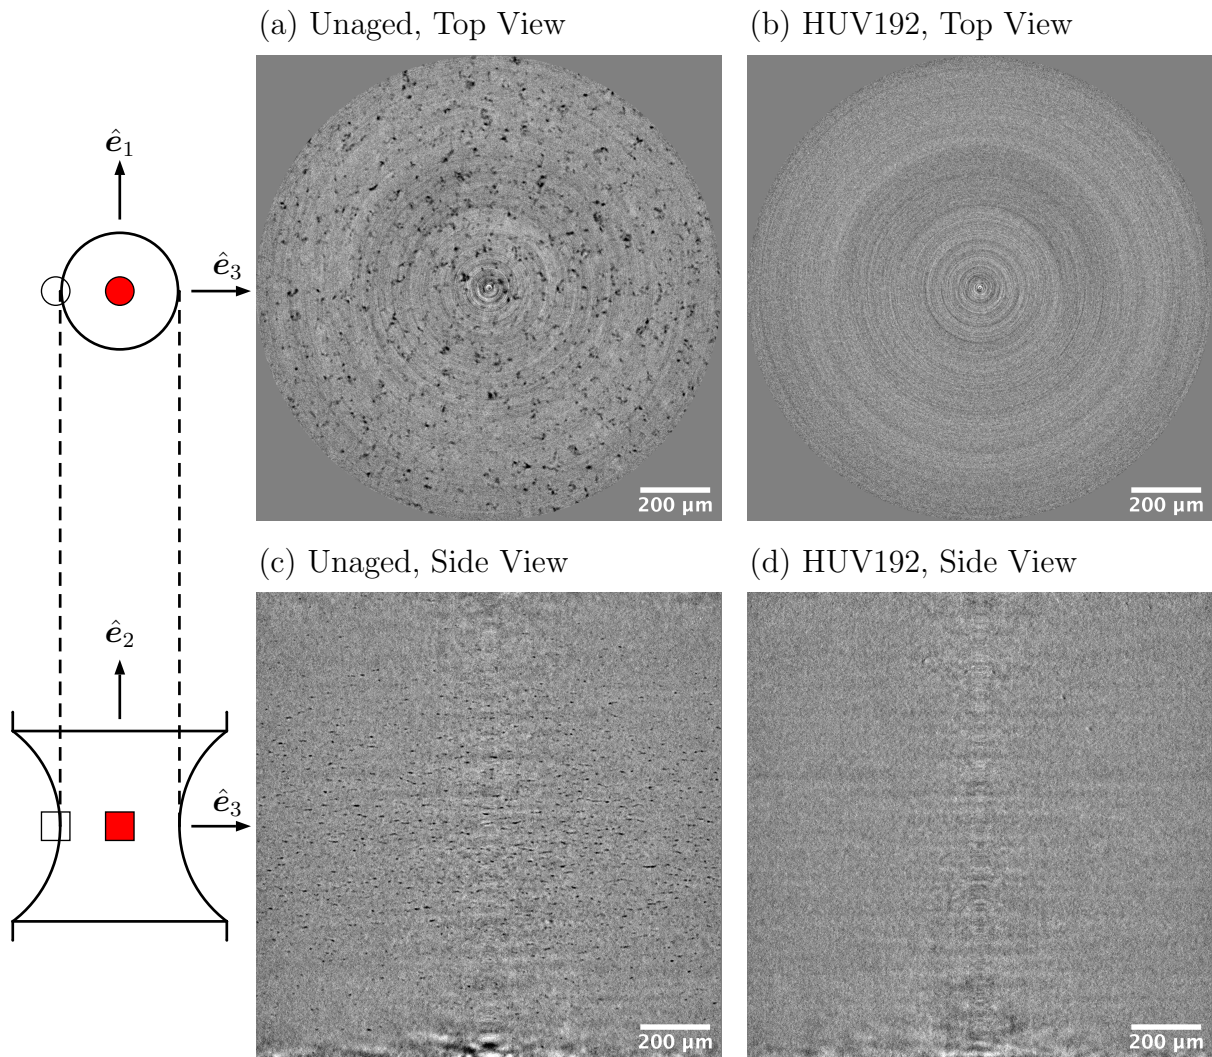 (a) Unaged, Top View
(b) HUV192, Top View
ê₁
ê₃
200 µm
200 µm
(c) Unaged, Side View
(d) HUV192, Side View
ê₂
ê₃
200 µm
200 µm